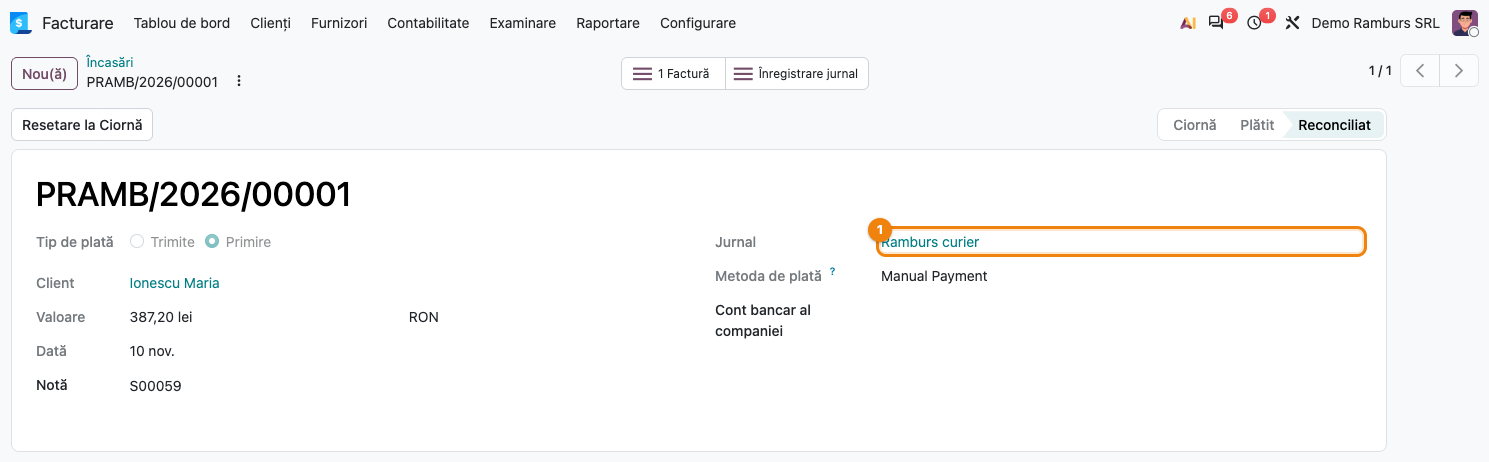 Facturare Tablou de bord Clienți Furnizori Contabilitate Examinare Raportare Configurare AI 6 1 Demo Ramburs SRL
Nou(ă) Încasări
PRAMB/2026/00001
1 Factură Înregistrare jurnal
1 / 1
Resetare la Ciornă Ciornă Plătit Reconciliat
PRAMB/2026/00001
Tip de plată Trimite Primire
Client Ionescu Maria
Valoare 387,20 lei RON
Dată 10 nov.
Notă S00059
1
Jurnal Ramburs curier
Metoda de plată ? Manual Payment
Cont bancar al
companiei